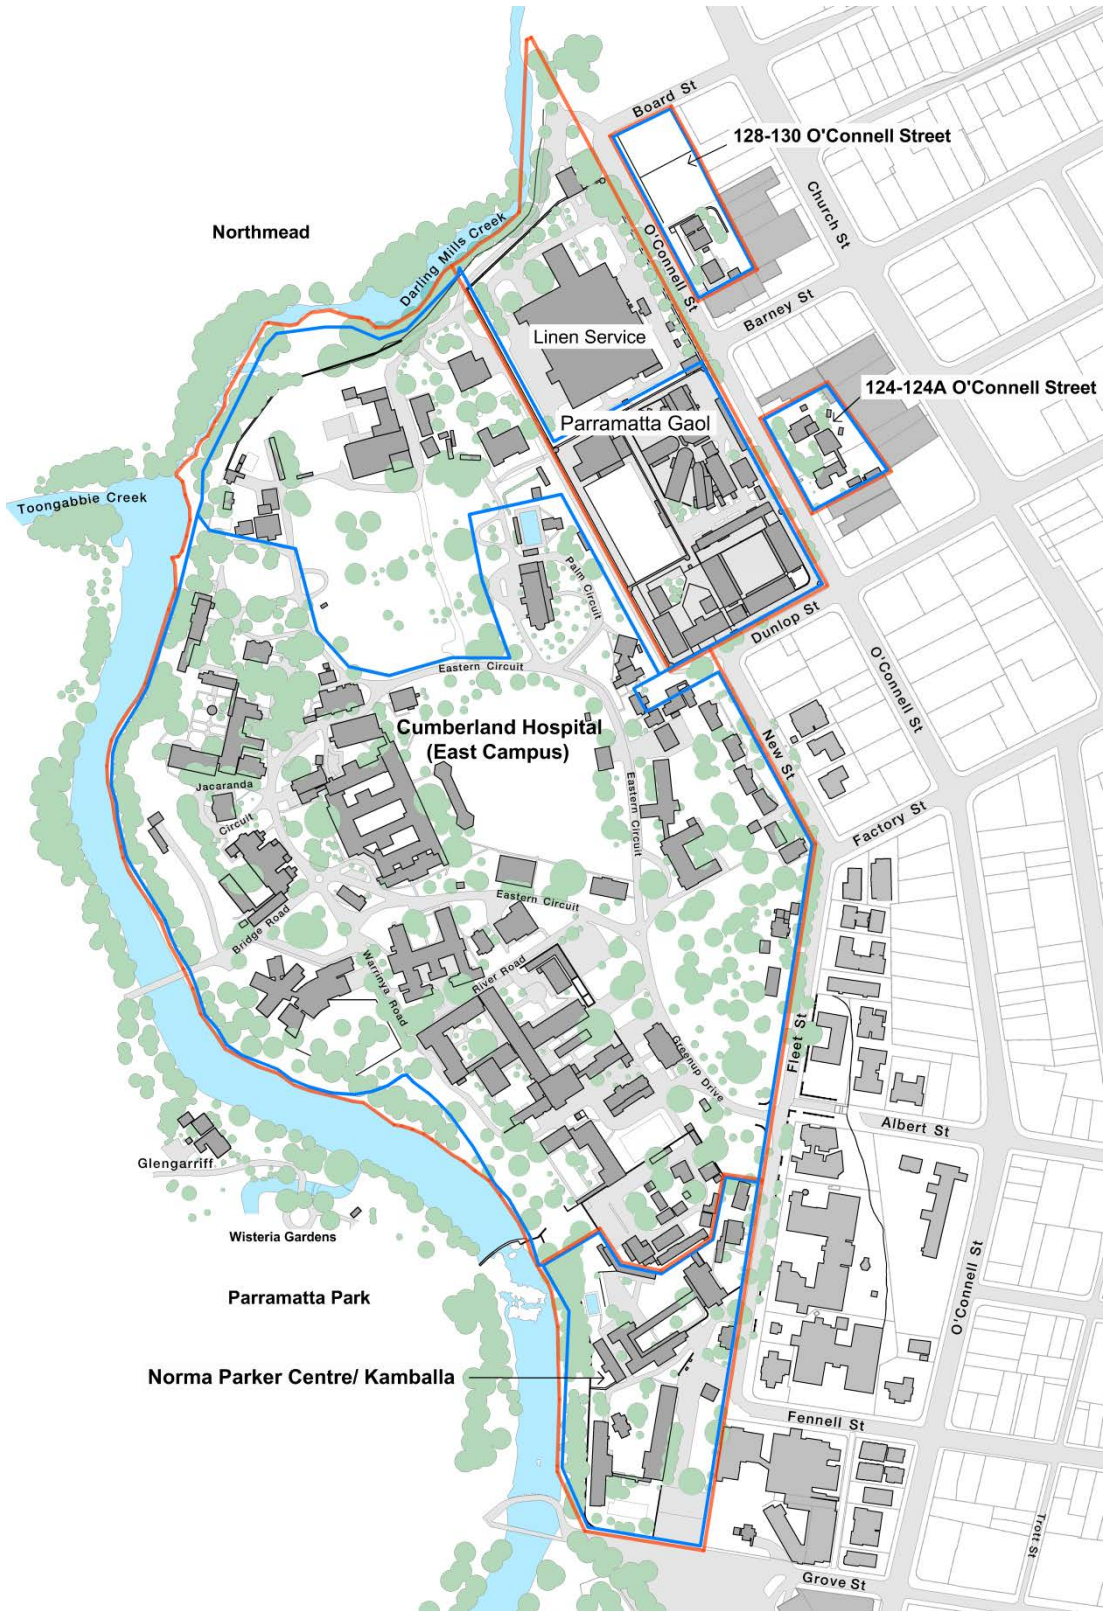 Board St
128-130 O'Connell Street
Church St
Northmead
Darling Mills Creek
O'Connell St
Barney St
Linen Service
124-124A O'Connell Street
Parramatta Gaol
Toongabbie Creek
Palm Circuit
Dunlop St
Eastern Circuit
O'Connell St
Cumberland Hospital
(East Campus)
New St
Jacaranda
Circuit
Eastern Circuit
Factory St
Eastern Circuit
Bridge Road
Warrinya Road
River Road
Fleet St
Greenup Drive
Albert St
Glengarriff
Wisteria Gardens
O'Connell St
Parramatta Park
Norma Parker Centre/ Kamballa
Fennell St
Trott St
Grove St